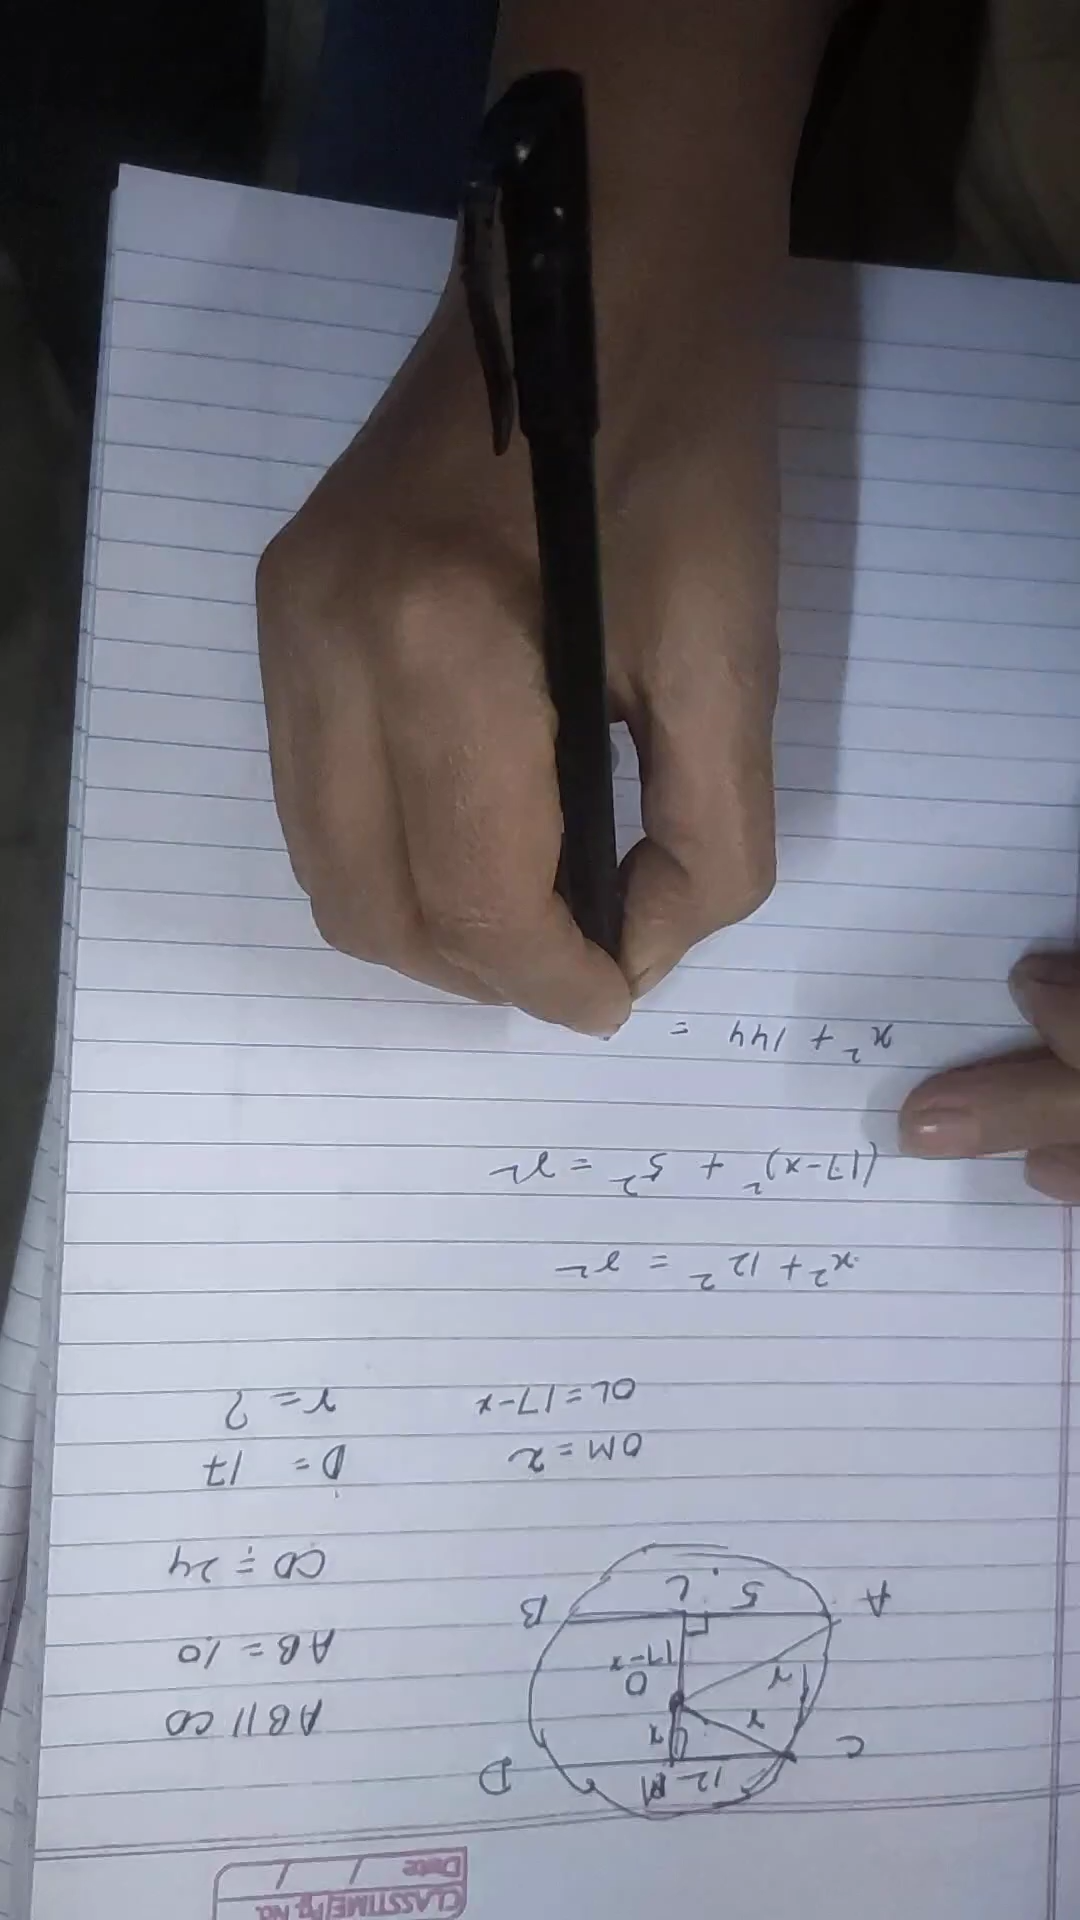 CLASSTIME/Pg. No.
Date / /
C 12 M D
x
r
O
r 17-x
A 5 L B
AB || CD
AB = 10
CD = 24
OM = x D = 17
OL = 17-x r = ?
x² + 12² = r²
(17-x)² + 5² = r²
x² + 144 =